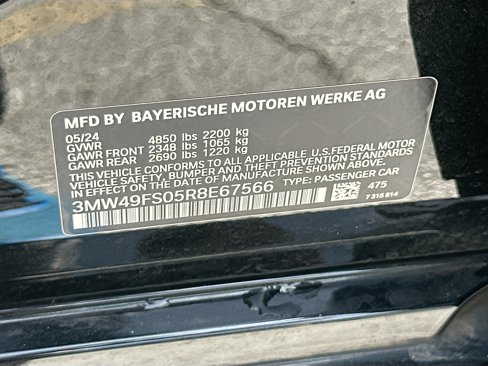 MFD BY BAYERISCHE MOTOREN WERKE AG
05/24
GVWR 4850 lbs 2200 kg
GAWR FRONT 2348 lbs 1065 kg
GAWR REAR 2690 lbs 1220 kg
THIS VEHICLE CONFORMS TO ALL APPLICABLE U.S.FEDERAL MOTOR
VEHICLE SAFETY, BUMPER AND THEFT PREVENTION STANDARDS
IN EFFECT ON THE DATE OF MANUFACTURE SHOWN ABOVE.
3MW49FS05R8E67566 TYPE: PASSENGER CAR
475
7 315 814